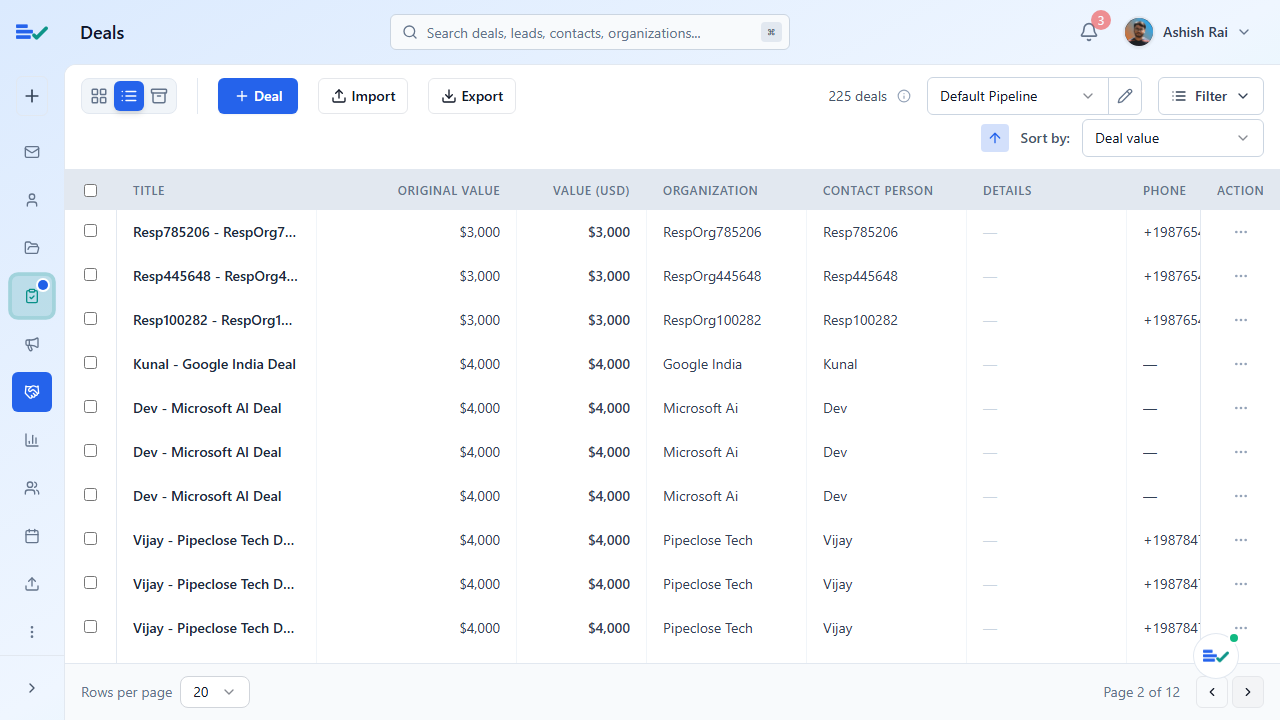 Deals
Search deals, leads, contacts, organizations...
⌘
3
Ashish Rai
Deal
Import
Export
225 deals
Default Pipeline
Filter
Sort by:
Deal value
TITLE ORIGINAL VALUE VALUE (USD) ORGANIZATION CONTACT PERSON DETAILS PHONE ACTION
Resp785206 - RespOrg7... $3,000 $3,000 RespOrg785206 Resp785206 — +198765 ...
Resp445648 - RespOrg4... $3,000 $3,000 RespOrg445648 Resp445648 — +198765 ...
Resp100282 - RespOrg1... $3,000 $3,000 RespOrg100282 Resp100282 — +198765 ...
Kunal - Google India Deal $4,000 $4,000 Google India Kunal — — ...
Dev - Microsoft AI Deal $4,000 $4,000 Microsoft Ai Dev — — ...
Dev - Microsoft AI Deal $4,000 $4,000 Microsoft Ai Dev — — ...
Dev - Microsoft AI Deal $4,000 $4,000 Microsoft Ai Dev — — ...
Vijay - Pipeclose Tech D... $4,000 $4,000 Pipeclose Tech Vijay — +198784 ...
Vijay - Pipeclose Tech D... $4,000 $4,000 Pipeclose Tech Vijay — +198784 ...
Vijay - Pipeclose Tech D... $4,000 $4,000 Pipeclose Tech Vijay — +198784 ...
Rows per page 20
Page 2 of 12